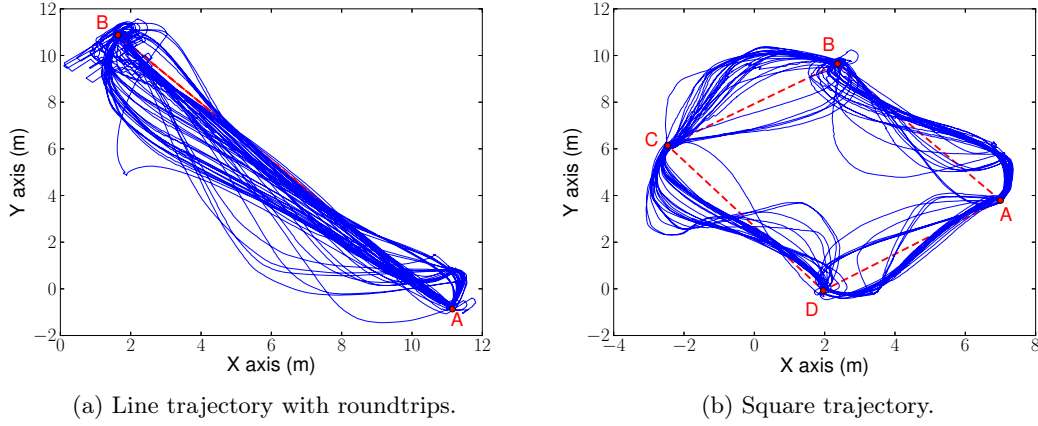 12
10
8
6
4
2
0
−2
0 2 4 6 8 10 12
Y axis (m)
X axis (m)
B
A
(a) Line trajectory with roundtrips.
12
10
8
6
4
2
0
−2
−4 −2 0 2 4 6 8
Y axis (m)
X axis (m)
B
C
A
D
(b) Square trajectory.